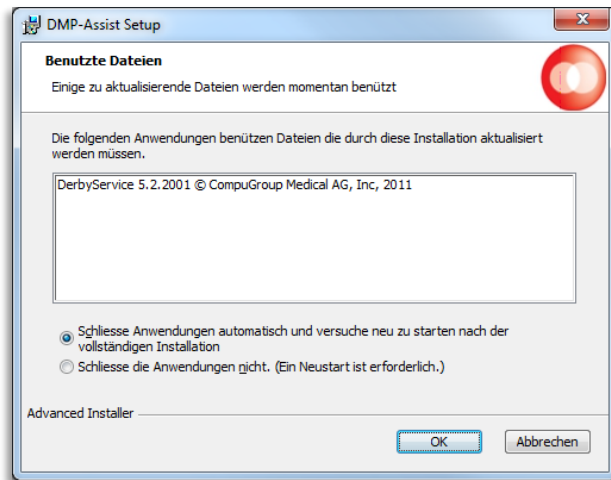 DMP-Assist Setup
Benutzte Dateien
Einige zu aktualisierende Dateien werden momentan benützt
Die folgenden Anwendungen benützen Dateien die durch diese Installation aktualisiert
werden müssen.
DerbyService 5.2.2001 © CompuGroup Medical AG, Inc, 2011
Schliesse Anwendungen automatisch und versuche neu zu starten nach der
vollständigen Installation
Schliesse die Anwendungen nicht. (Ein Neustart ist erforderlich.)
Advanced Installer
OK Abbrechen